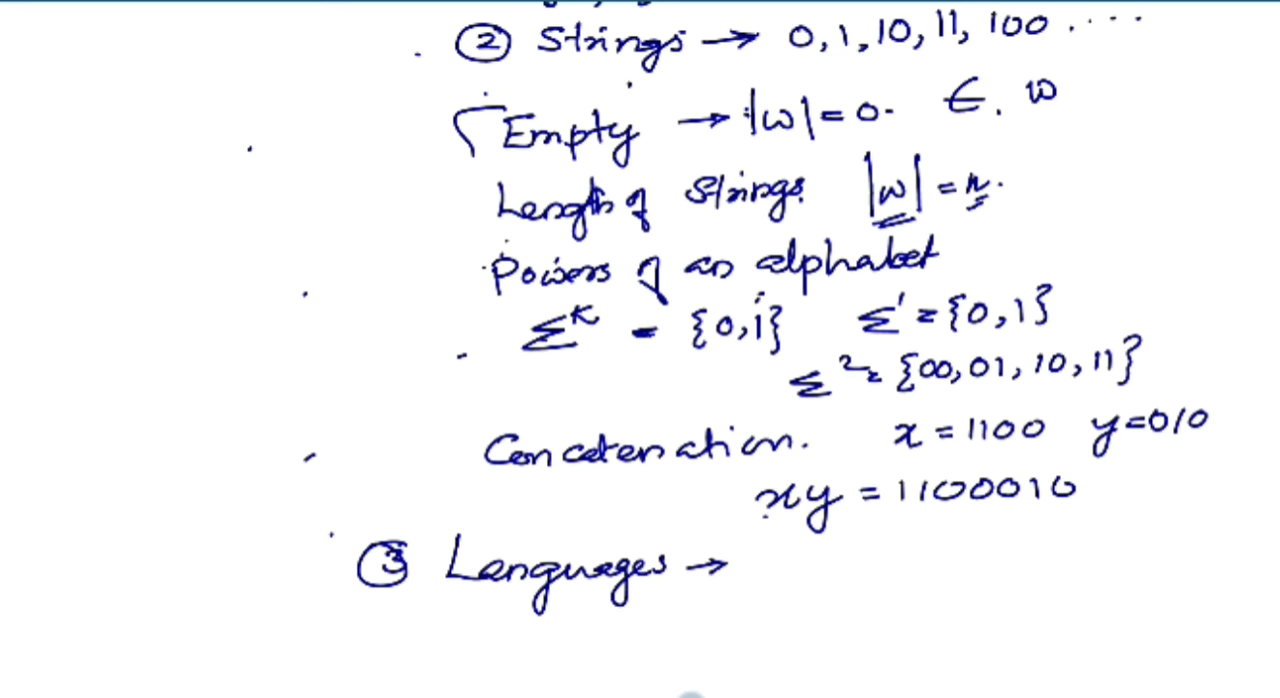 ② Strings → 0, 1, 10, 11, 100 ....
Empty → |w| = 0. ∈. w
Length of Strings |w| = n.
Powers of an alphabet
Σᴷ = {0,1} Σ¹ = {0,1}
Σ² = {00, 01, 10, 11}
Concatenation. x = 1100 y = 010
xy = 1100010
③ Languages →